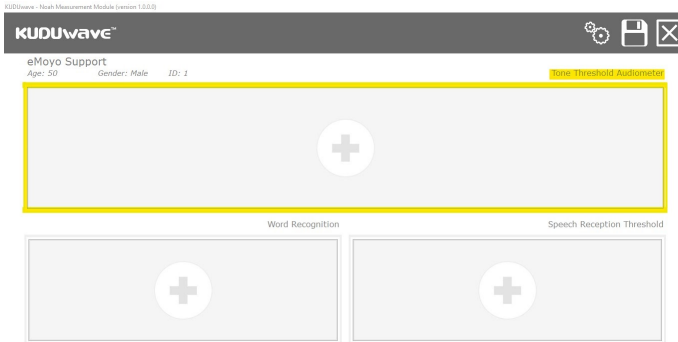 KUDUwave - Noah Measurement Module (version 1.0.0.0)
KUDUwave™
eMoyo Support
Age: 50 Gender: Male ID: 1
Tone Threshold Audiometer
Word Recognition
Speech Reception Threshold